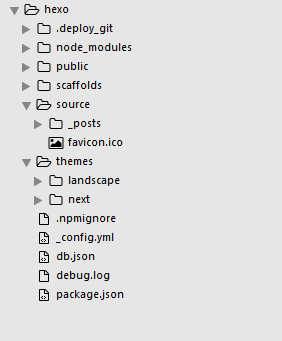 hexo
.deploy_git
node_modules
public
scaffolds
source
_posts
favicon.ico
themes
landscape
next
.npmignore
_config.yml
db.json
debug.log
package.json